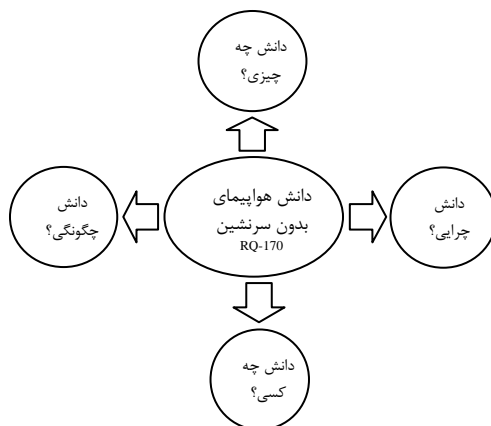 دانش چه
چیزی؟
دانش
چرایی؟
دانش هواپیمای
بدون سرنشین
RQ-170
دانش
چگونگی؟
دانش چه
کسی؟